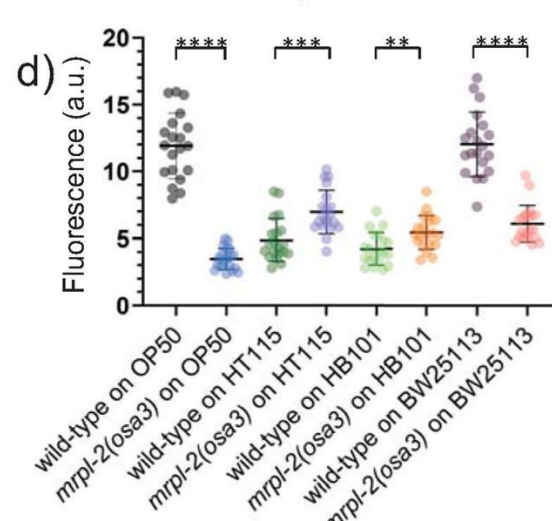 d)
Fluorescence (a.u.)
20
15
10
5
0
****
***
**
****
wild-type on OP50
mrpl-2(osa3) on OP50
wild-type on HT115
mrpl-2(osa3) on HT115
wild-type on HB101
mrpl-2(osa3) on HB101
wild-type on BW25113
mrpl-2(osa3) on BW25113